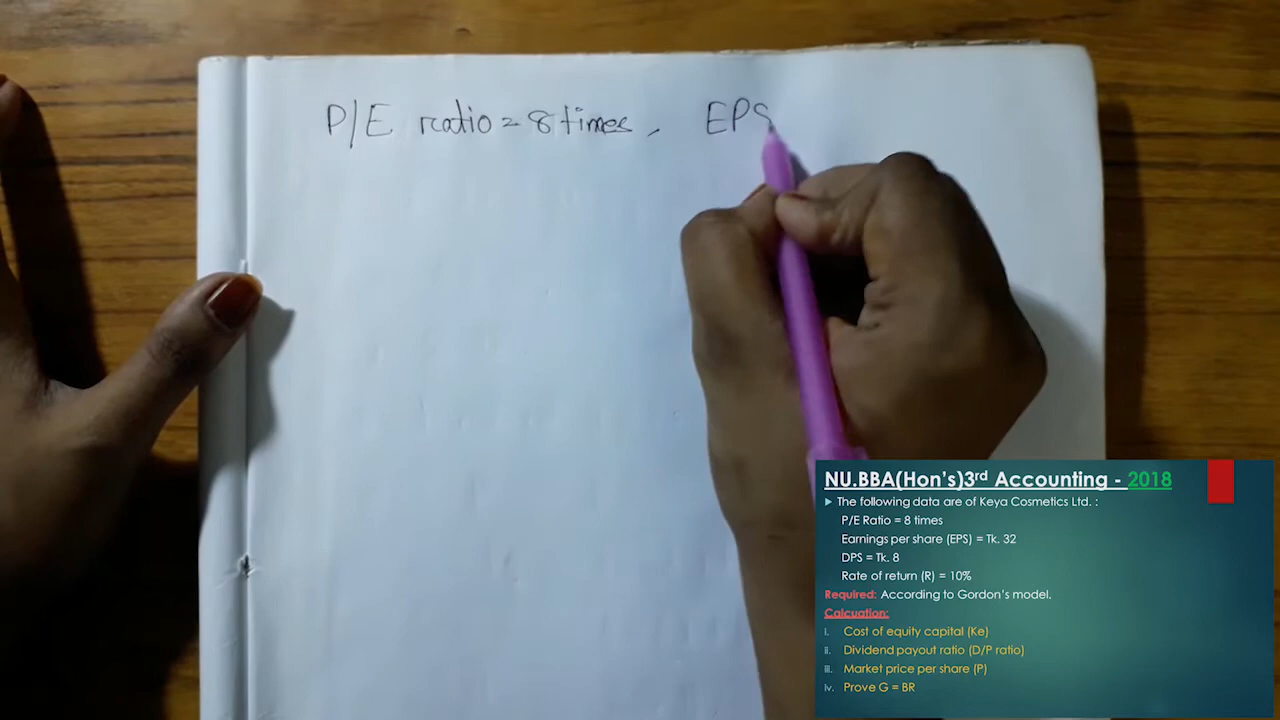 P/E ratio = 8 times, EPS
NU.BBA(Hon's)3rd Accounting - 2018
The following data are of Keya Cosmetics Ltd. :
P/E Ratio = 8 times
Earnings per share (EPS) = Tk. 32
DPS = Tk. 8
Rate of return (R) = 10%
Required: According to Gordon's model.
Calcuation:
i. Cost of equity capital (Ke)
ii. Dividend payout ratio (D/P ratio)
iii. Market price per share (P)
iv. Prove G = BR